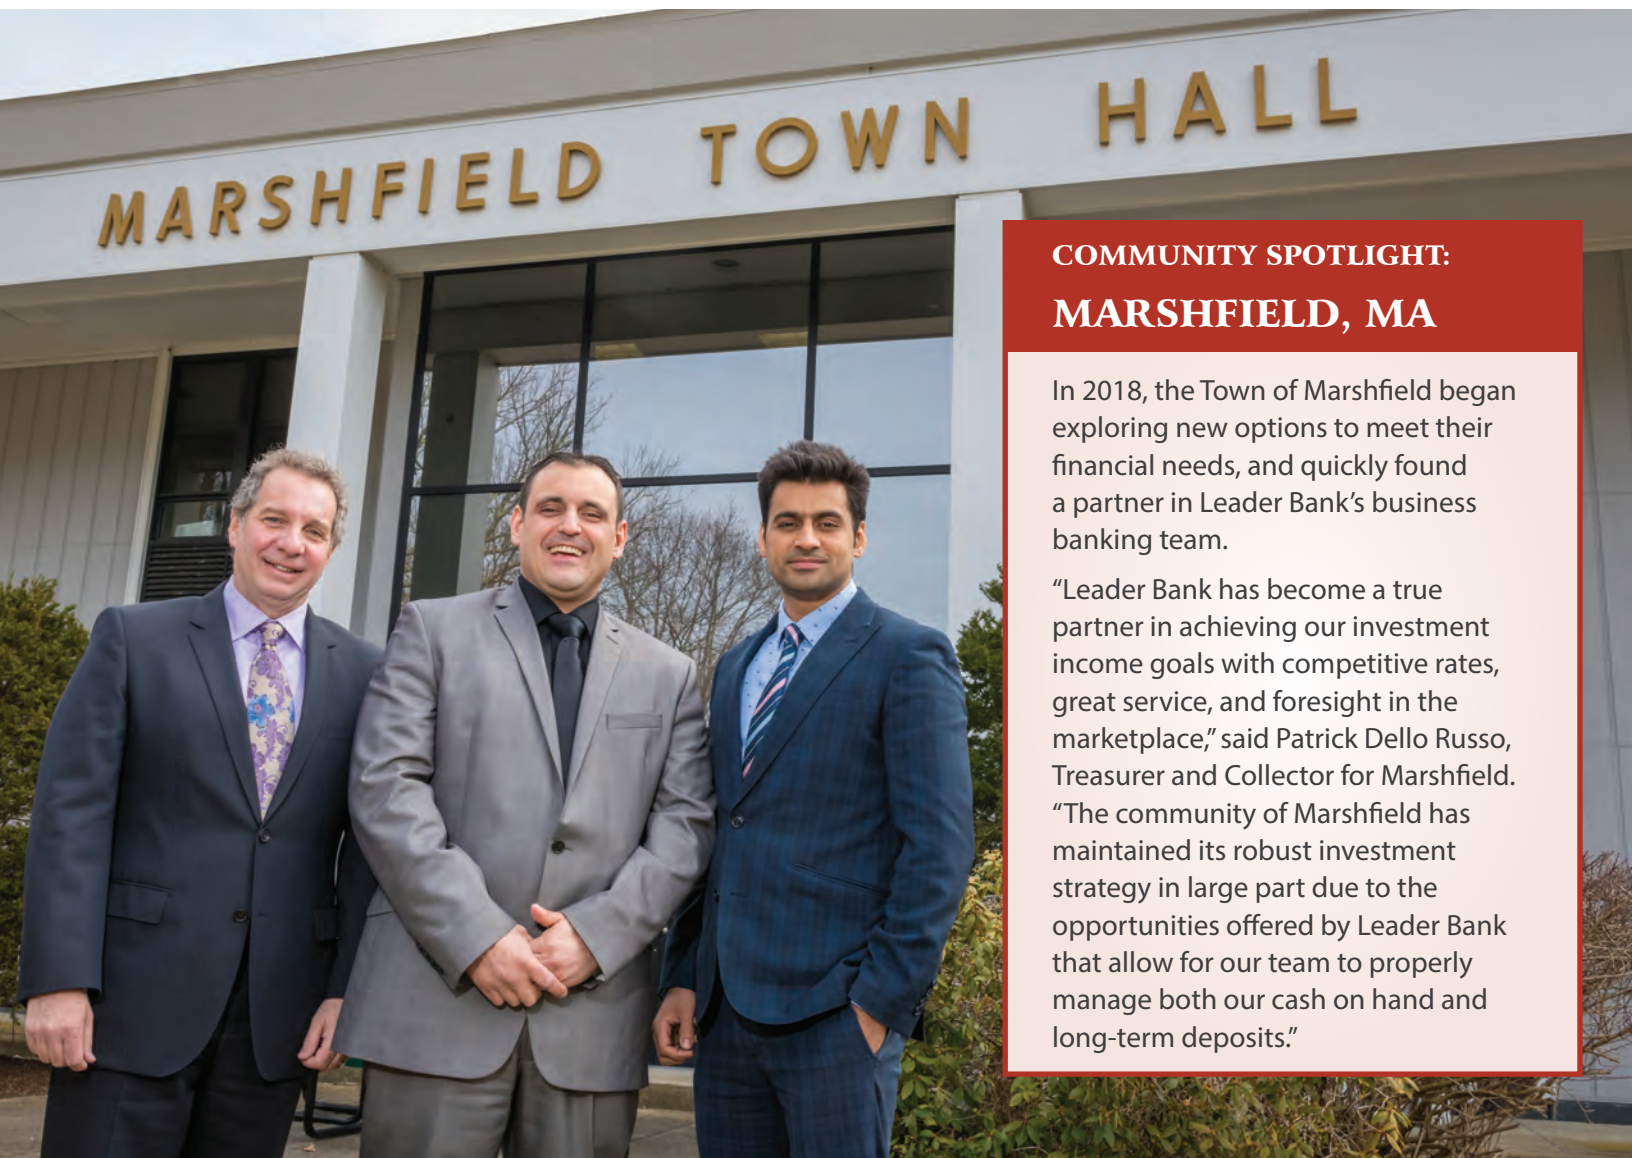 MARSHFIELD TOWN HALL
COMMUNITY SPOTLIGHT:
MARSHFIELD, MA
In 2018, the Town of Marshfield began
exploring new options to meet their
financial needs, and quickly found
a partner in Leader Bank’s business
banking team.
“Leader Bank has become a true
partner in achieving our investment
income goals with competitive rates,
great service, and foresight in the
marketplace,” said Patrick Dello Russo,
Treasurer and Collector for Marshfield.
“The community of Marshfield has
maintained its robust investment
strategy in large part due to the
opportunities offered by Leader Bank
that allow for our team to properly
manage both our cash on hand and
long-term deposits.”